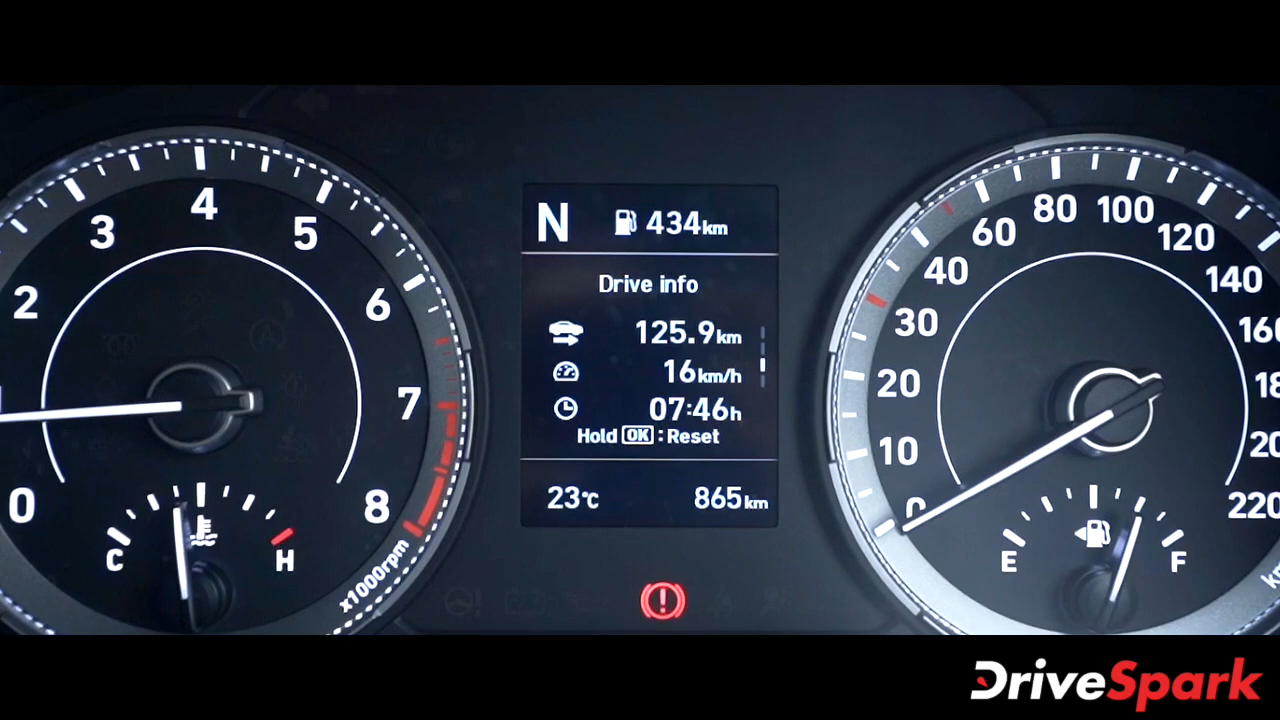 0
1
2
3
4
5
6
7
8
x1000rpm
C
H
N 434km
Drive info
125.9km
16km/h
07:46h
Hold OK : Reset
23℃ 865km
0
10
20
30
40
60
80
100
120
140
220
E
F
DriveSpark